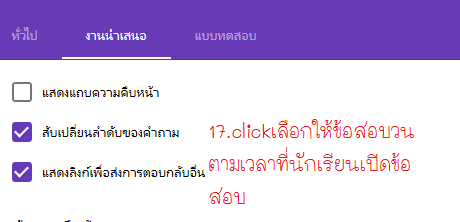 ทั่วไป งานนำเสนอ แบบทดสอบ
แสดงแถบความคืบหน้า
สับเปลี่ยนลำดับของคำถาม
แสดงลิงก์เพื่อส่งการตอบกลับอื่น
17.clickเลือกให้ข้อสอบวน
ตามเวลาที่นักเรียนเปิดข้อ
สอบ